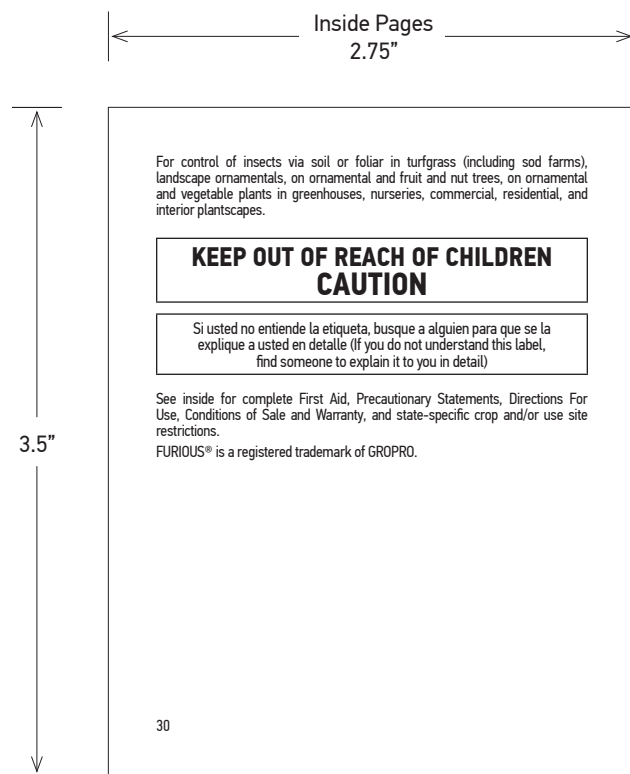 Inside Pages
2.75”
For control of insects via soil or foliar in turfgrass (including sod farms),
landscape ornamentals, on ornamental and fruit and nut trees, on ornamental
and vegetable plants in greenhouses, nurseries, commercial, residential, and
interior plantscapes.
KEEP OUT OF REACH OF CHILDREN
CAUTION
Si usted no entiende la etiqueta, busque a alguien para que se la
explique a usted en detalle (If you do not understand this label,
find someone to explain it to you in detail)
See inside for complete First Aid, Precautionary Statements, Directions For
Use, Conditions of Sale and Warranty, and state-specific crop and/or use site
restrictions.
FURIOUS® is a registered trademark of GROPRO.
3.5”
30